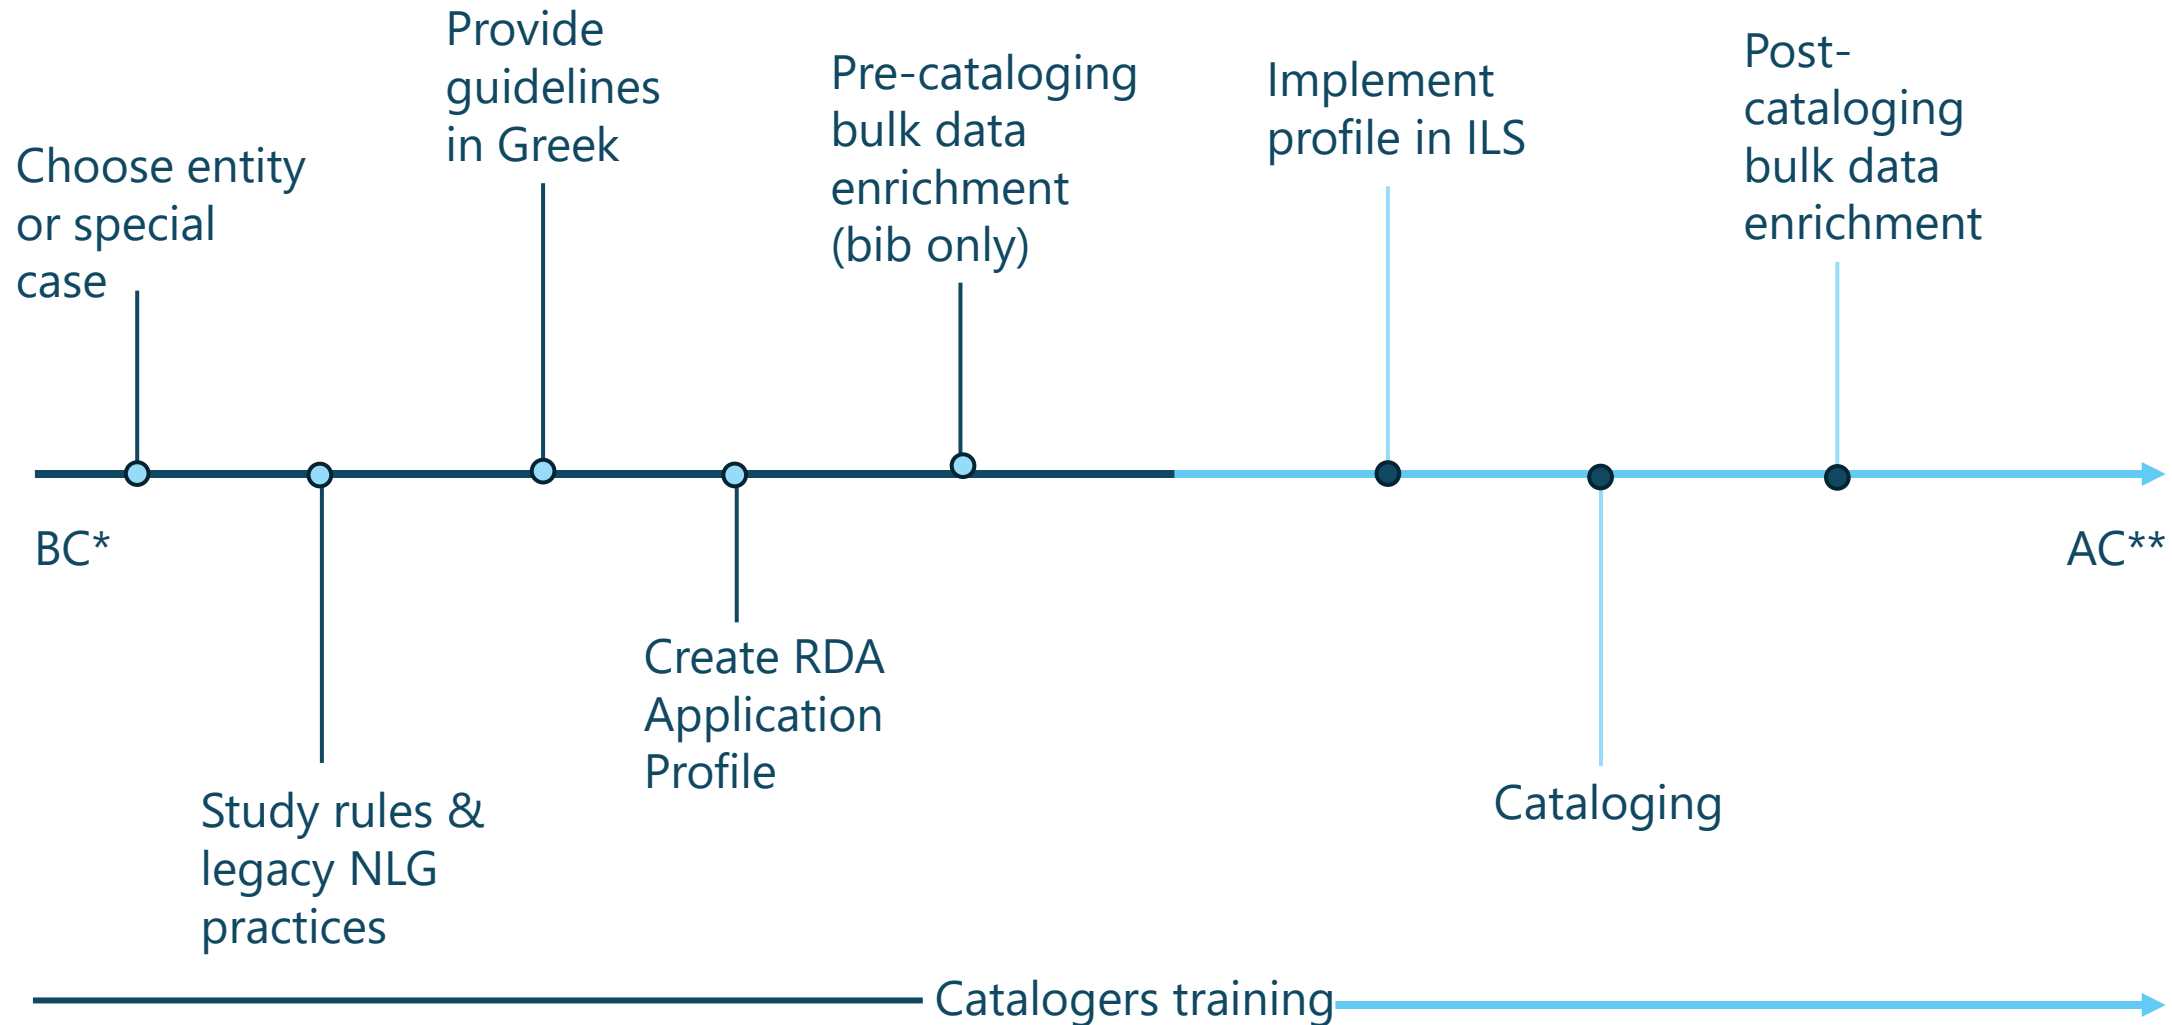 Choose entity
or special
case
Provide
guidelines
in Greek
Pre-cataloging
bulk data
enrichment
(bib only)
Implement
profile in ILS
Post-
cataloging
bulk data
enrichment
BC*
AC**
Study rules &
legacy NLG
practices
Create RDA
Application
Profile
Cataloging
Catalogers training